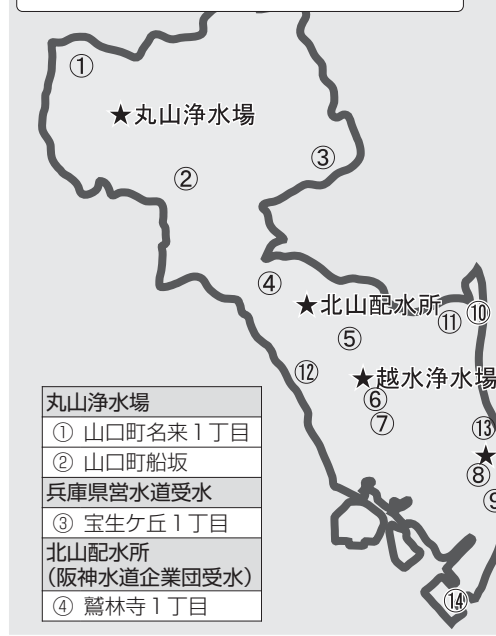 ①
★丸山浄水場
③
②
④
★北山配水所
⑪ ⑩
⑤
⑫
★越水浄水場
⑥
⑦
⑬
★
⑧
⑨
⑭
丸山浄水場
① 山口町名来1丁目
② 山口町船坂
兵庫県営水道受水
③ 宝生ケ丘1丁目
北山配水所
(阪神水道企業団受水)
④ 鷲林寺1丁目